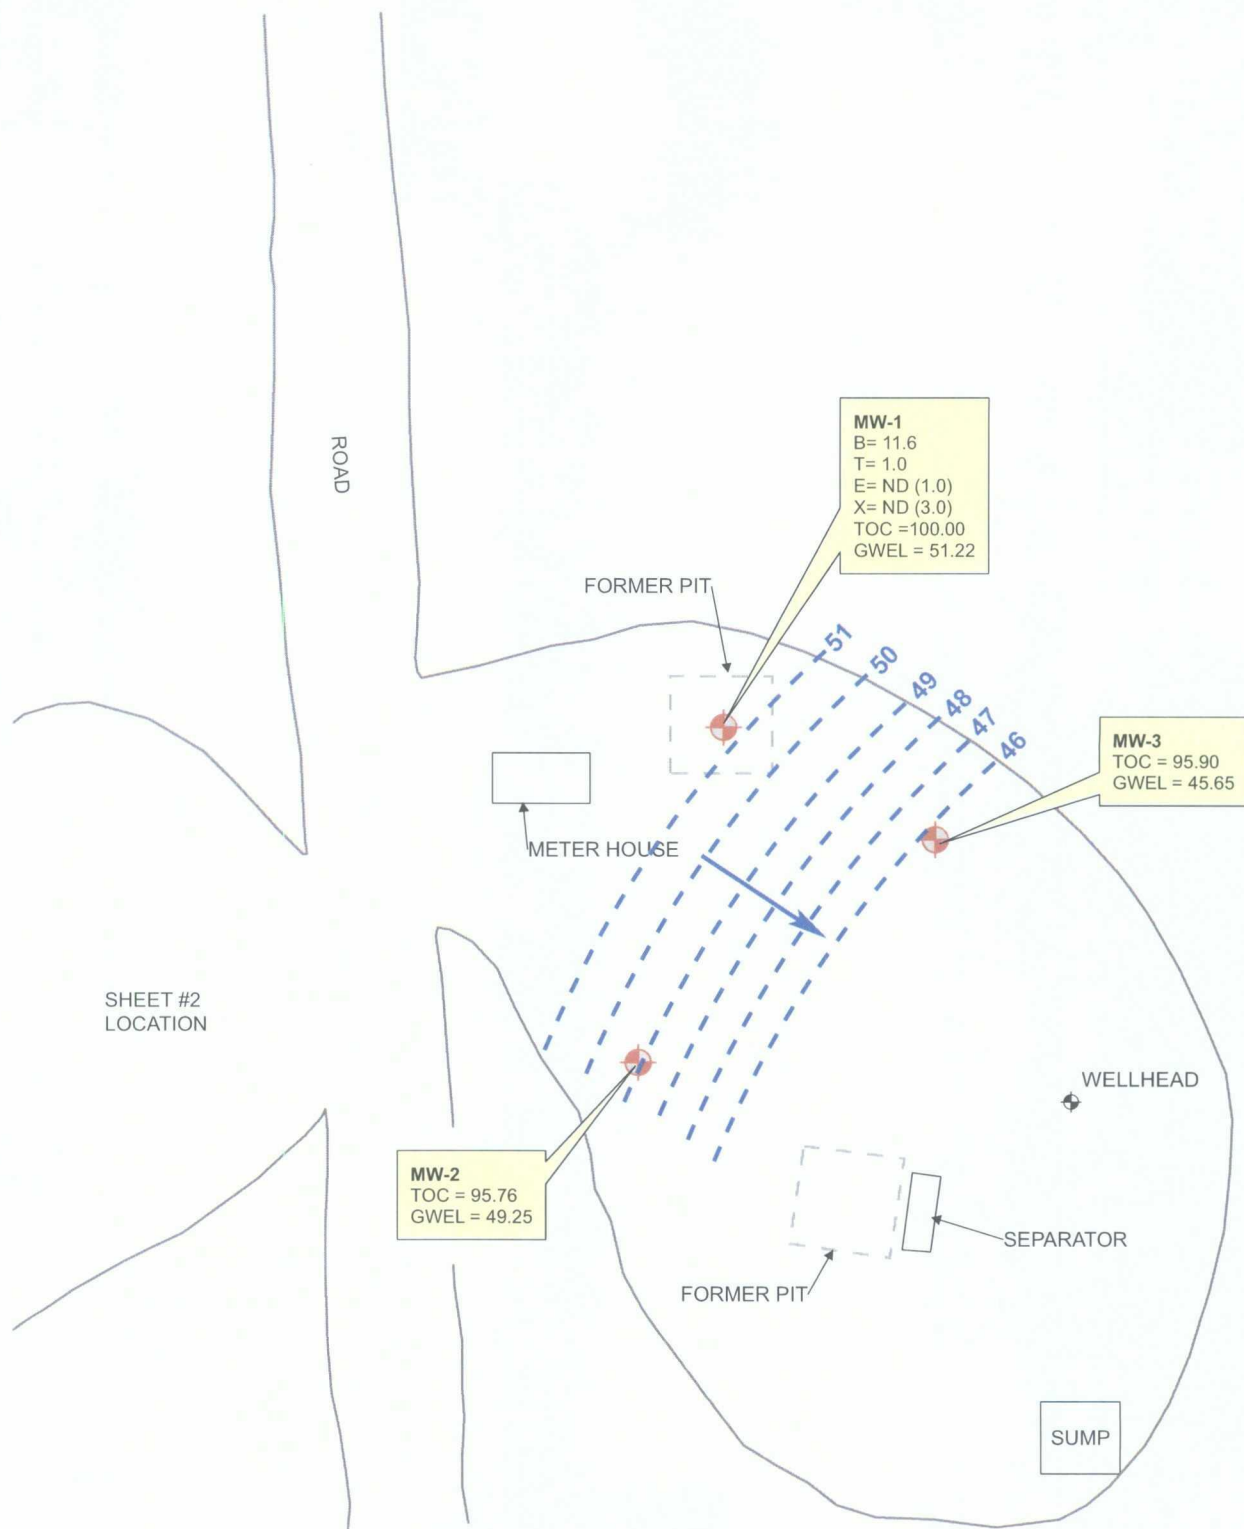 ROAD
MW-1
B= 11.6
T= 1.0
E= ND (1.0)
X= ND (3.0)
TOC =100.00
GWEL = 51.22
FORMER PIT
51
50
49
48
47
46
MW-3
TOC = 95.90
GWEL = 45.65
METER HOUSE
SHEET #2
LOCATION
WELLHEAD
MW-2
TOC = 95.76
GWEL = 49.25
SEPARATOR
FORMER PIT
SUMP